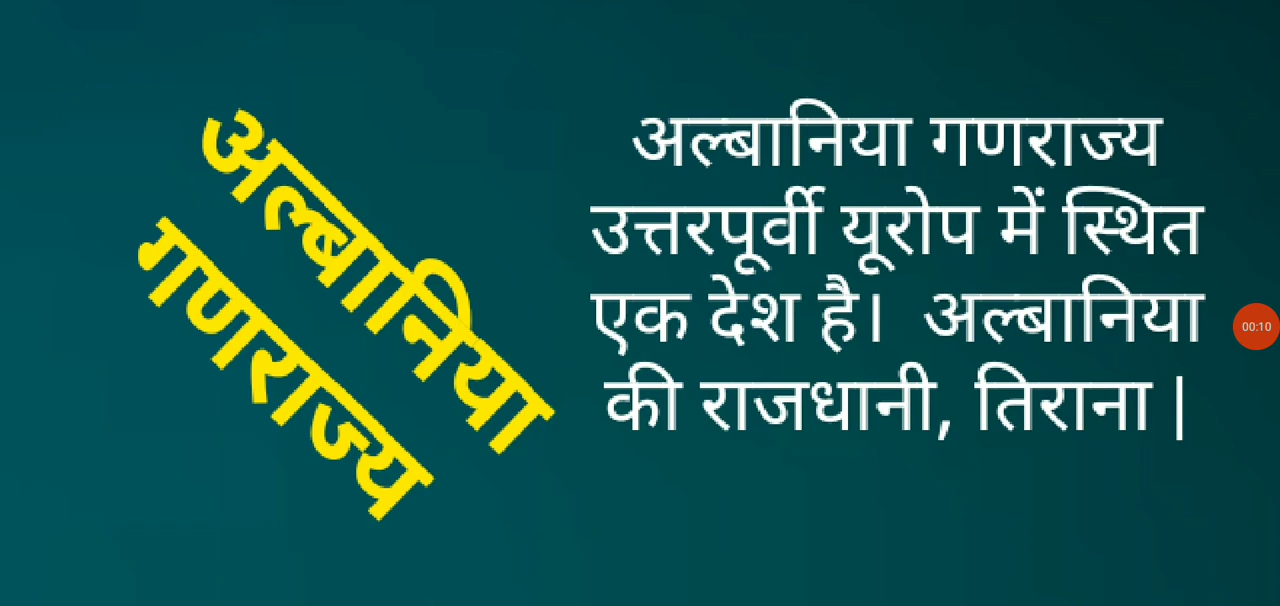 अल्बानिया
गणराज्य
अल्बानिया गणराज्य
उत्तरपूर्वी यूरोप में स्थित
एक देश है। अल्बानिया
की राजधानी, तिराना |
00:10